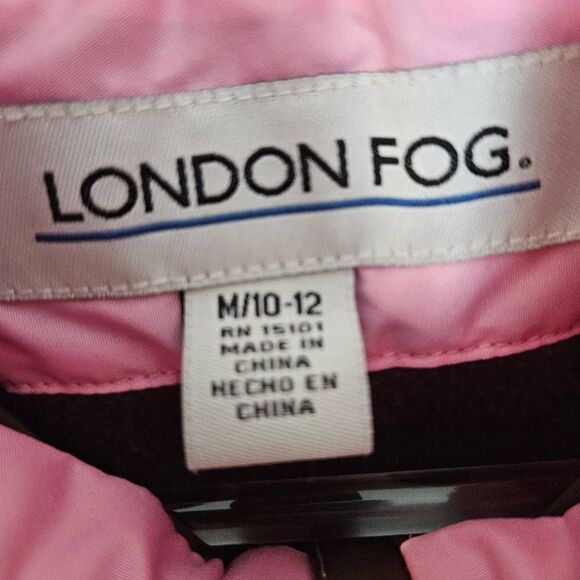 LONDON FOG®
M/10-12
RN 15101
MADE IN
CHINA
HECHO EN
CHINA